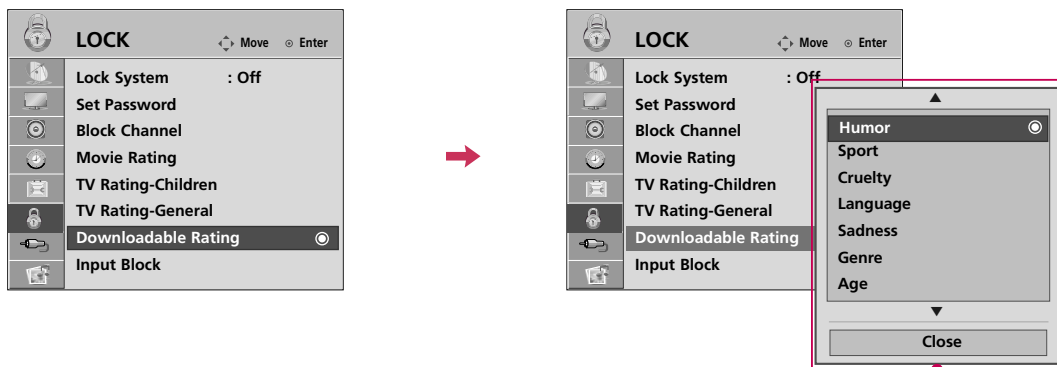 LOCK
Move
Enter
Lock System : Off
Set Password
Block Channel
Movie Rating
TV Rating-Children
TV Rating-General
Downloadable Rating
Input Block
LOCK
Move
Enter
Lock System : Off
Set Password
Block Channel
Movie Rating
TV Rating-Children
TV Rating-General
Downloadable Rating
Input Block
Humor
Sport
Cruelty
Language
Sadness
Genre
Age
Close